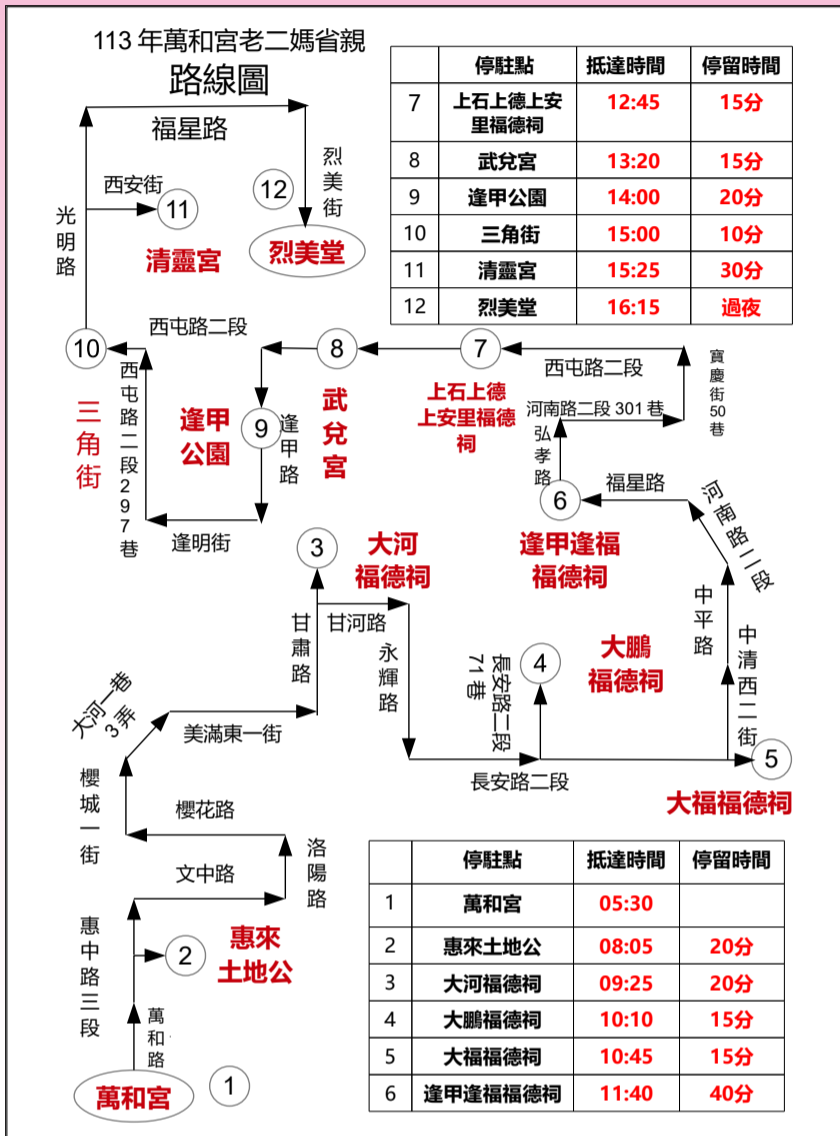 113 年萬和宮老二媽省親
路線圖
停駐點 抵達時間 停留時間
7 上石上德上安
里福德祠 12:45 15分
8 武兌宮 13:20 15分
9 逢甲公園 14:00 20分
10 三角街 15:00 10分
11 清靈宮 15:25 30分
12 烈美堂 16:15 過夜
福星路
烈美街
西安街
11
12
光明路
清靈宮
烈美堂
西屯路二段
10
8
7
西屯路二段
寶慶街50巷
三角街
西屯路二段297巷
逢甲
公園
9
逢甲路
武兌宮
上石上德
上安里福德
祠
河南路二段 301 巷
弘孝路
6
福星路
河南路二段
逢明街
3
大河
福德祠
逢甲逢福
福德祠
甘肅路
甘河路
永輝路
長安路二段
71巷
4
大鵬
福德祠
中平路
中清西二街
大河一巷
3弄
美滿東一街
長安路二段
5
大福福德祠
櫻城一街
櫻花路
洛陽路
文中路
惠中路三段
2
惠來
土地公
萬和路
萬和宮
1
停駐點 抵達時間 停留時間
1 萬和宮 05:30
2 惠來土地公 08:05 20分
3 大河福德祠 09:25 20分
4 大鵬福德祠 10:10 15分
5 大福福德祠 10:45 15分
6 逢甲逢福福德祠 11:40 40分